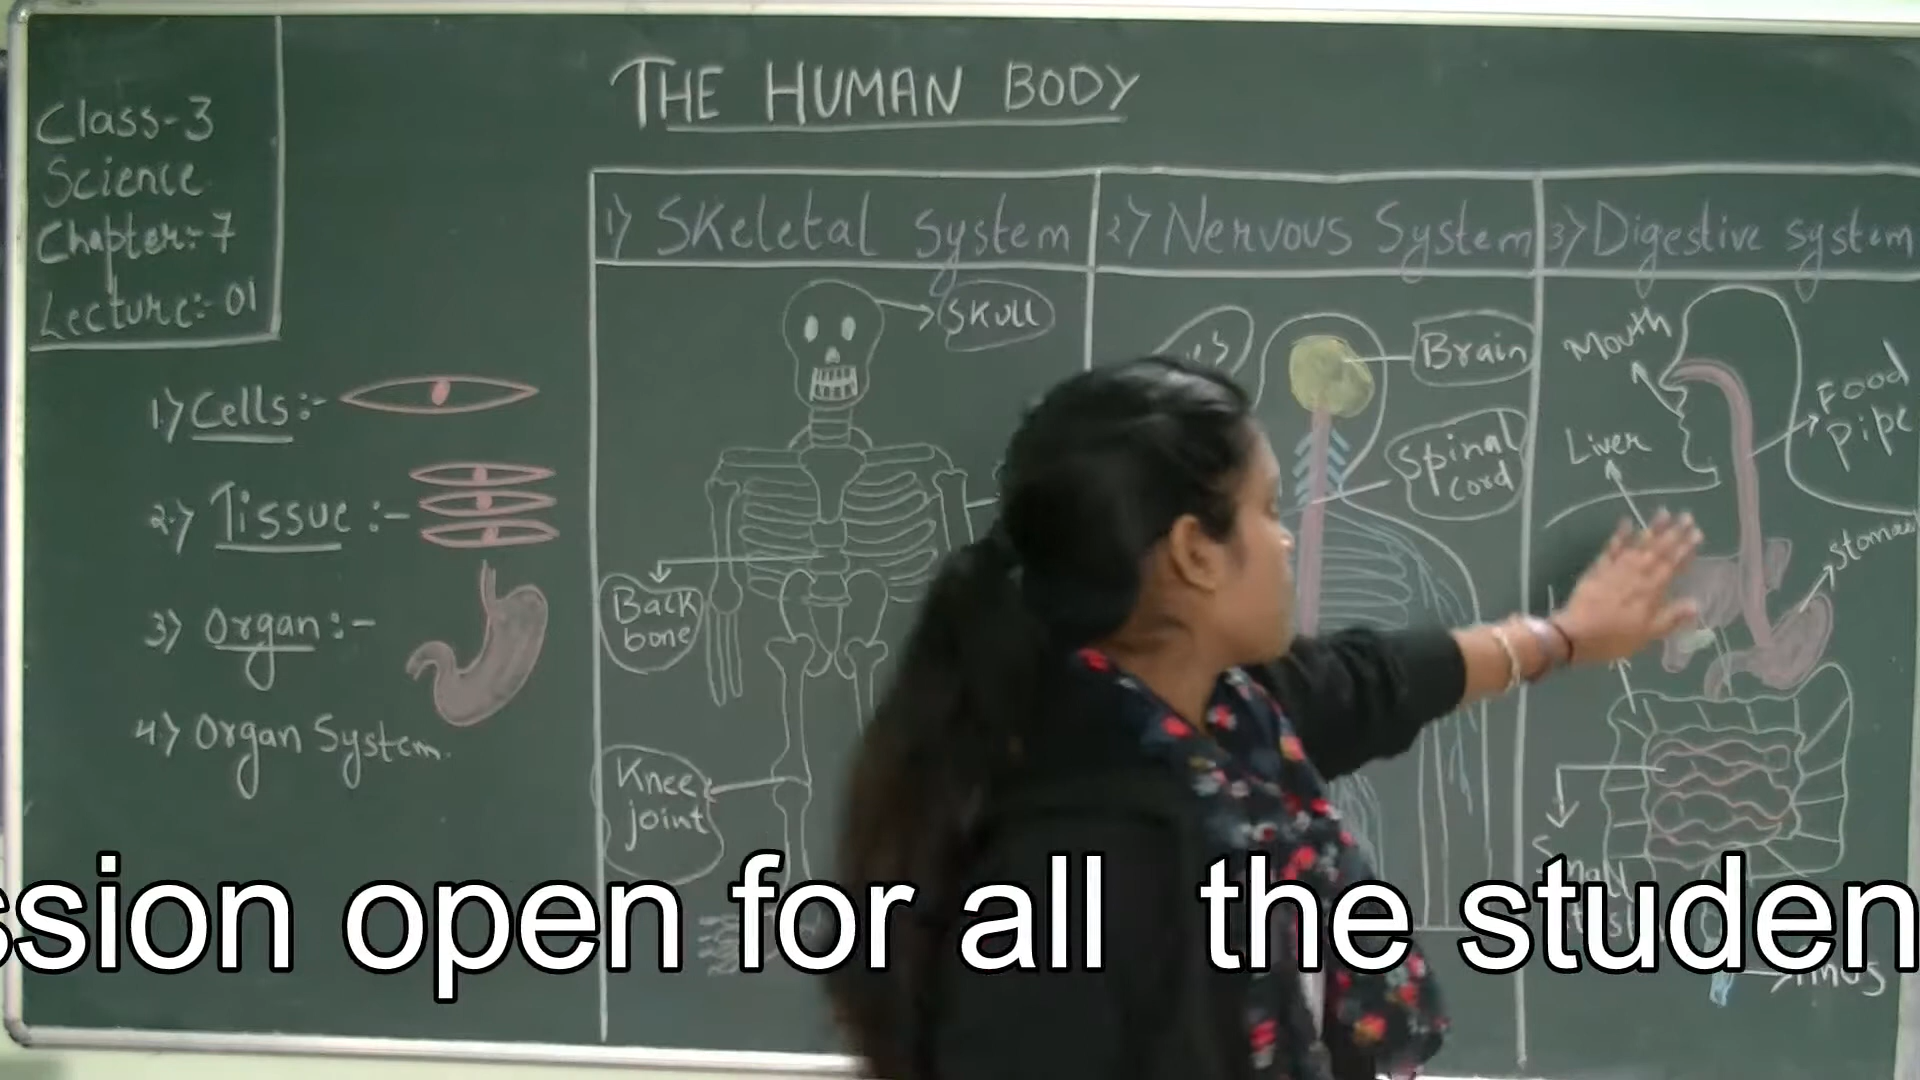 THE HUMAN BODY
Class-3
Science
Chapter:- 7
Lecture:- 01
1.) Cells:-
2.) Tissue:-
3) Organ:-
4.) Organ System.
1) Skeletal System
Skull
Back
bone
Knee
joint
2) Nervous System
Brain
Spinal
cord
3) Digestive system
Mouth
Food
Pipe
Liver
Small
open for all the